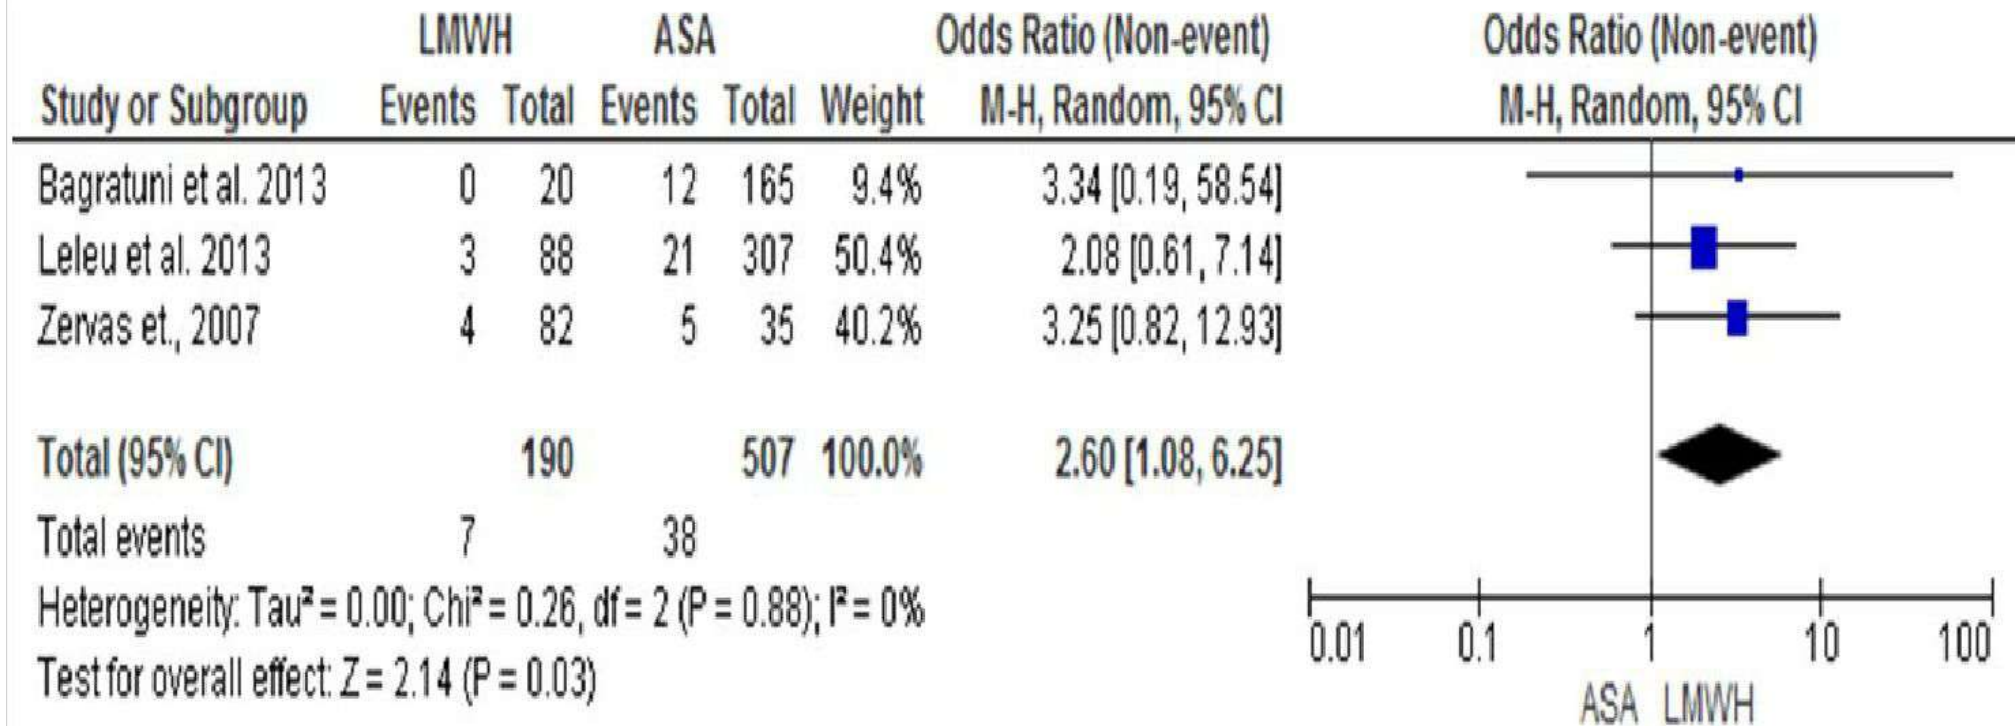 LMWH ASA Odds Ratio (Non-event) Odds Ratio (Non-event)
Study or Subgroup Events Total Events Total Weight M-H, Random, 95% CI M-H, Random, 95% CI
Bagratuni et al. 2013 0 20 12 165 9.4% 3.34 [0.19, 58.54]
Leleu et al. 2013 3 88 21 307 50.4% 2.08 [0.61, 7.14]
Zervas et., 2007 4 82 5 35 40.2% 3.25 [0.82, 12.93]
Total (95% CI) 190 507 100.0% 2.60 [1.08, 6.25]
Total events 7 38
Heterogeneity: Tau² = 0.00; Chi² = 0.26, df = 2 (P = 0.88); I² = 0%
Test for overall effect: Z = 2.14 (P = 0.03)
0.01 0.1 1 10 100
ASA LMWH